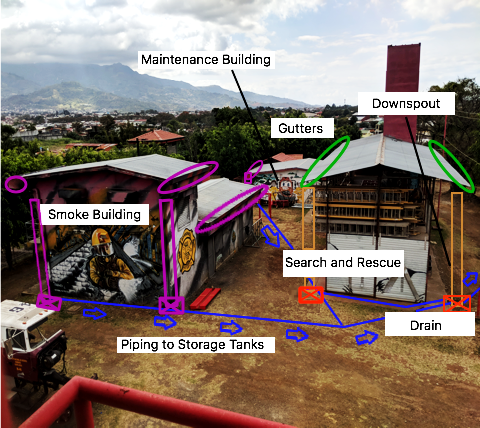 Maintenance Building
Downspout
Gutters
Smoke Building
Search and Rescue
Drain
Piping to Storage Tanks